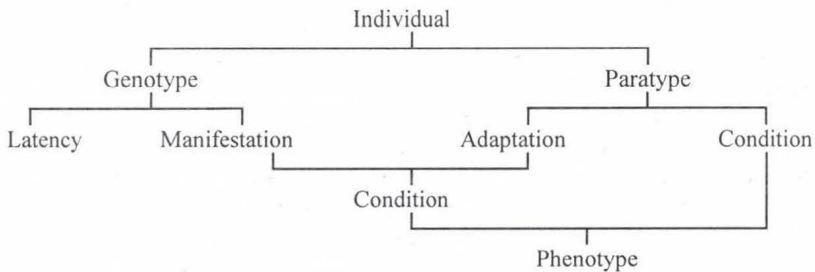 Individual
Genotype Paratype
Latency Manifestation Adaptation Condition
Condition
Phenotype